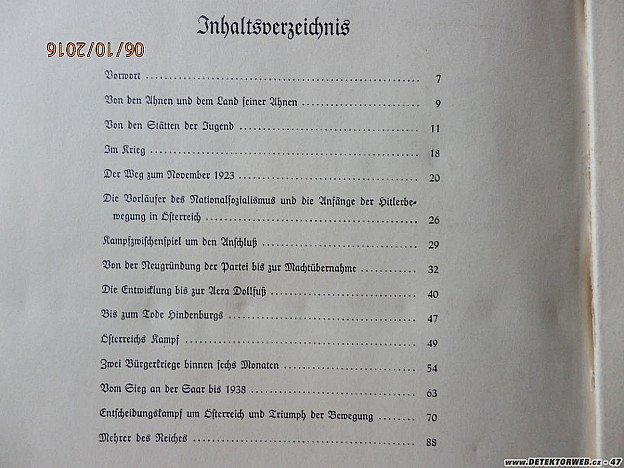 Inhaltsverzeichnis
06/10/2016
Vorwort ........ 7
Von den Ahnen und dem Land seiner Ahnen ........ 9
Von den Stätten der Jugend ........ 11
Im Krieg ........ 18
Der Weg zum November 1923 ........ 20
Die Vorläufer des Nationalsozialismus und die Anfänge der Hitlerbe-
wegung in Österreich ........ 26
Kampfzwischenspiel um den Anschluß ........ 29
Von der Neugründung der Partei bis zur Machtübernahme ........ 32
Die Entwicklung bis zur Aera Dollfuß ........ 40
Bis zum Tode Hindenburgs ........ 47
Österreichs Kampf ........ 49
Zwei Bürgerkriege binnen sechs Monaten ........ 54
Vom Sieg an der Saar bis 1938 ........ 63
Entscheidungskampf um Österreich und Triumph der Bewegung ........ 70
Mehrer des Reiches ........ 88
www.DETEKTORWEB.cz - 47